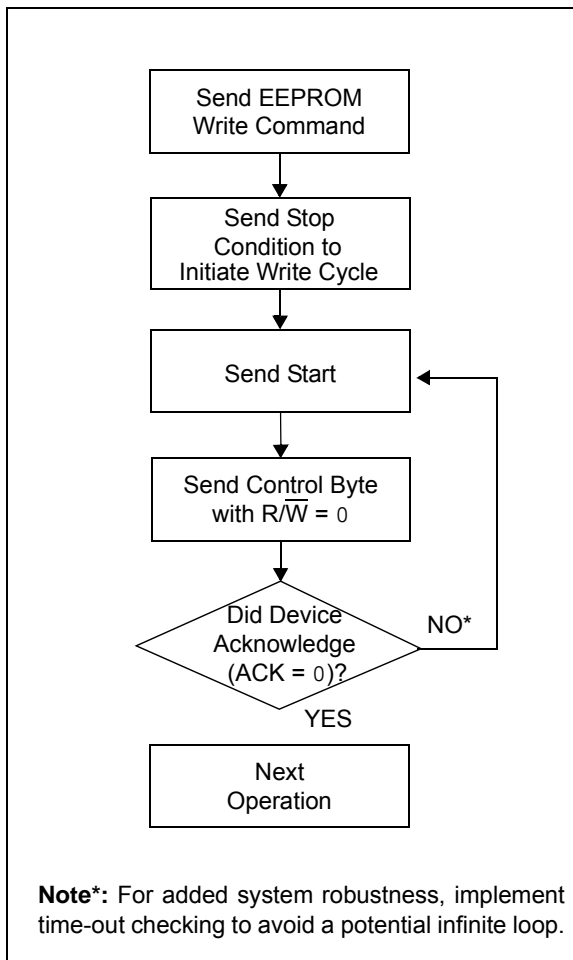 Send EEPROM
Write Command
Send Stop
Condition to
Initiate Write Cycle
Send Start
Send Control Byte
with R/W̅ = 0
Did Device
Acknowledge
(ACK = 0)?
NO*
YES
Next
Operation
Note*: For added system robustness, implement
time-out checking to avoid a potential infinite loop.